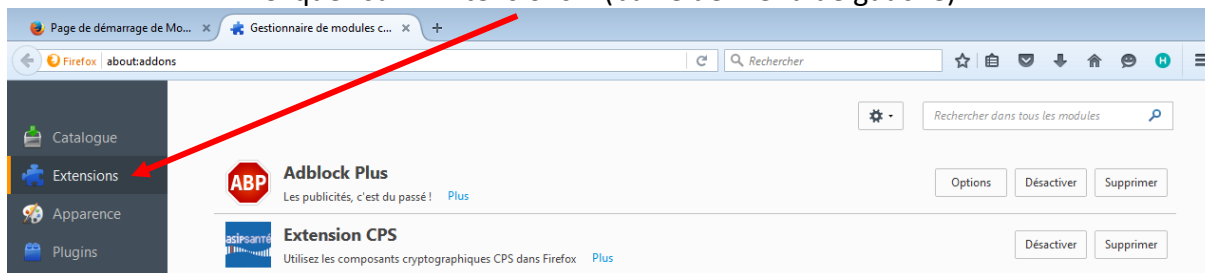 Page de démarrage de Mo... × Gestionnaire de modules c... × +
Firefox about:addons Rechercher
Rechercher dans tous les modules
Catalogue
Extensions
Apparence
Plugins
ABP Adblock Plus Options Désactiver Supprimer
Les publicités, c'est du passé ! Plus
asipsanté Extension CPS Désactiver Supprimer
Utilisez les composants cryptographiques CPS dans Firefox Plus